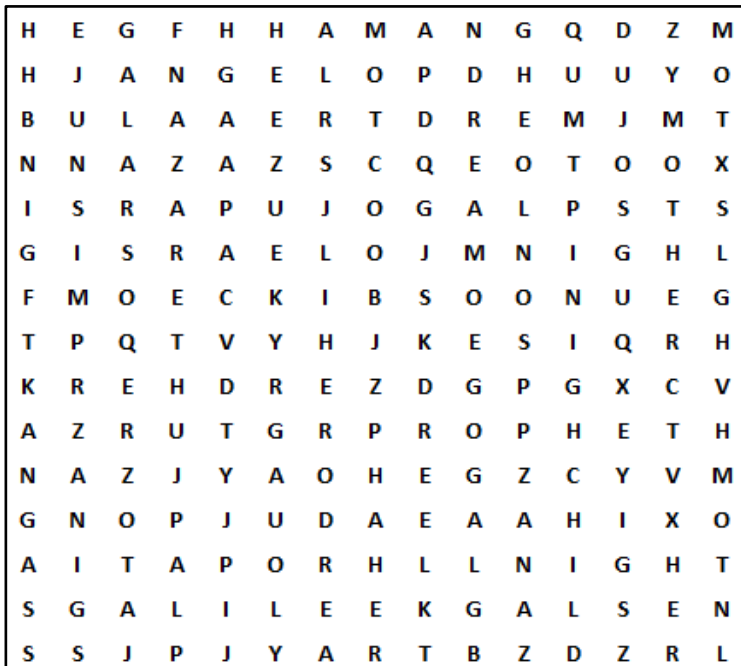 H E G F H H A M A N G Q D Z M
H J A N G E L O P D H U U Y O
B U L A A E R T D R E M J M T
N N A Z A Z S C Q E O T O O X
I S R A P U J O G A L P S T S
G I S R A E L O J M N I G H L
F M O E C K I B S O O N U E G
T P Q T V Y H J K E S I Q R H
K R E H D R E Z D G P G X C V
A Z R U T G R P R O P H E T H
N A Z J Y A O H E G Z C Y V M
G N O P J U D A E A A H I X O
A I T A P O R H L L N I G H T
S G A L I L E E K G A L S E N
S S J P J Y A R T B Z D Z R L